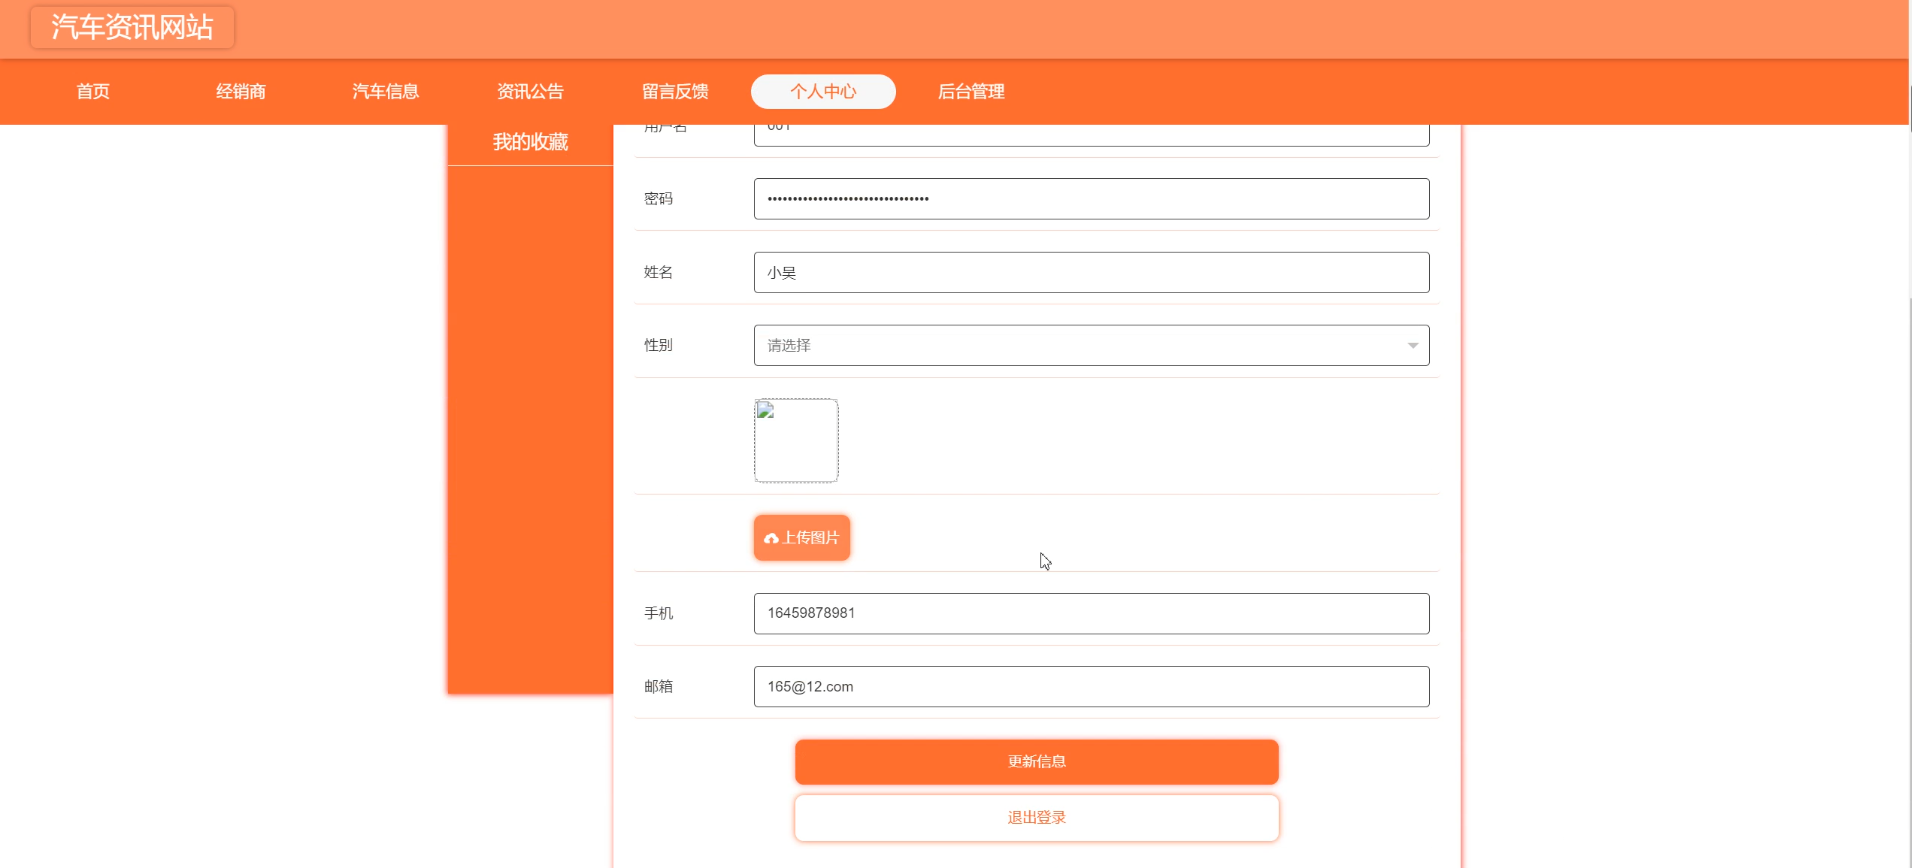 汽车资讯网站
首页 经销商 汽车信息 资讯公告 留言反馈 个人中心 后台管理
我的收藏
用户名 001
密码 ••••••••••••••••••••••••••••••••
姓名 小吴
性别 请选择
上传图片
手机 16459878981
邮箱 165@12.com
更新信息
退出登录